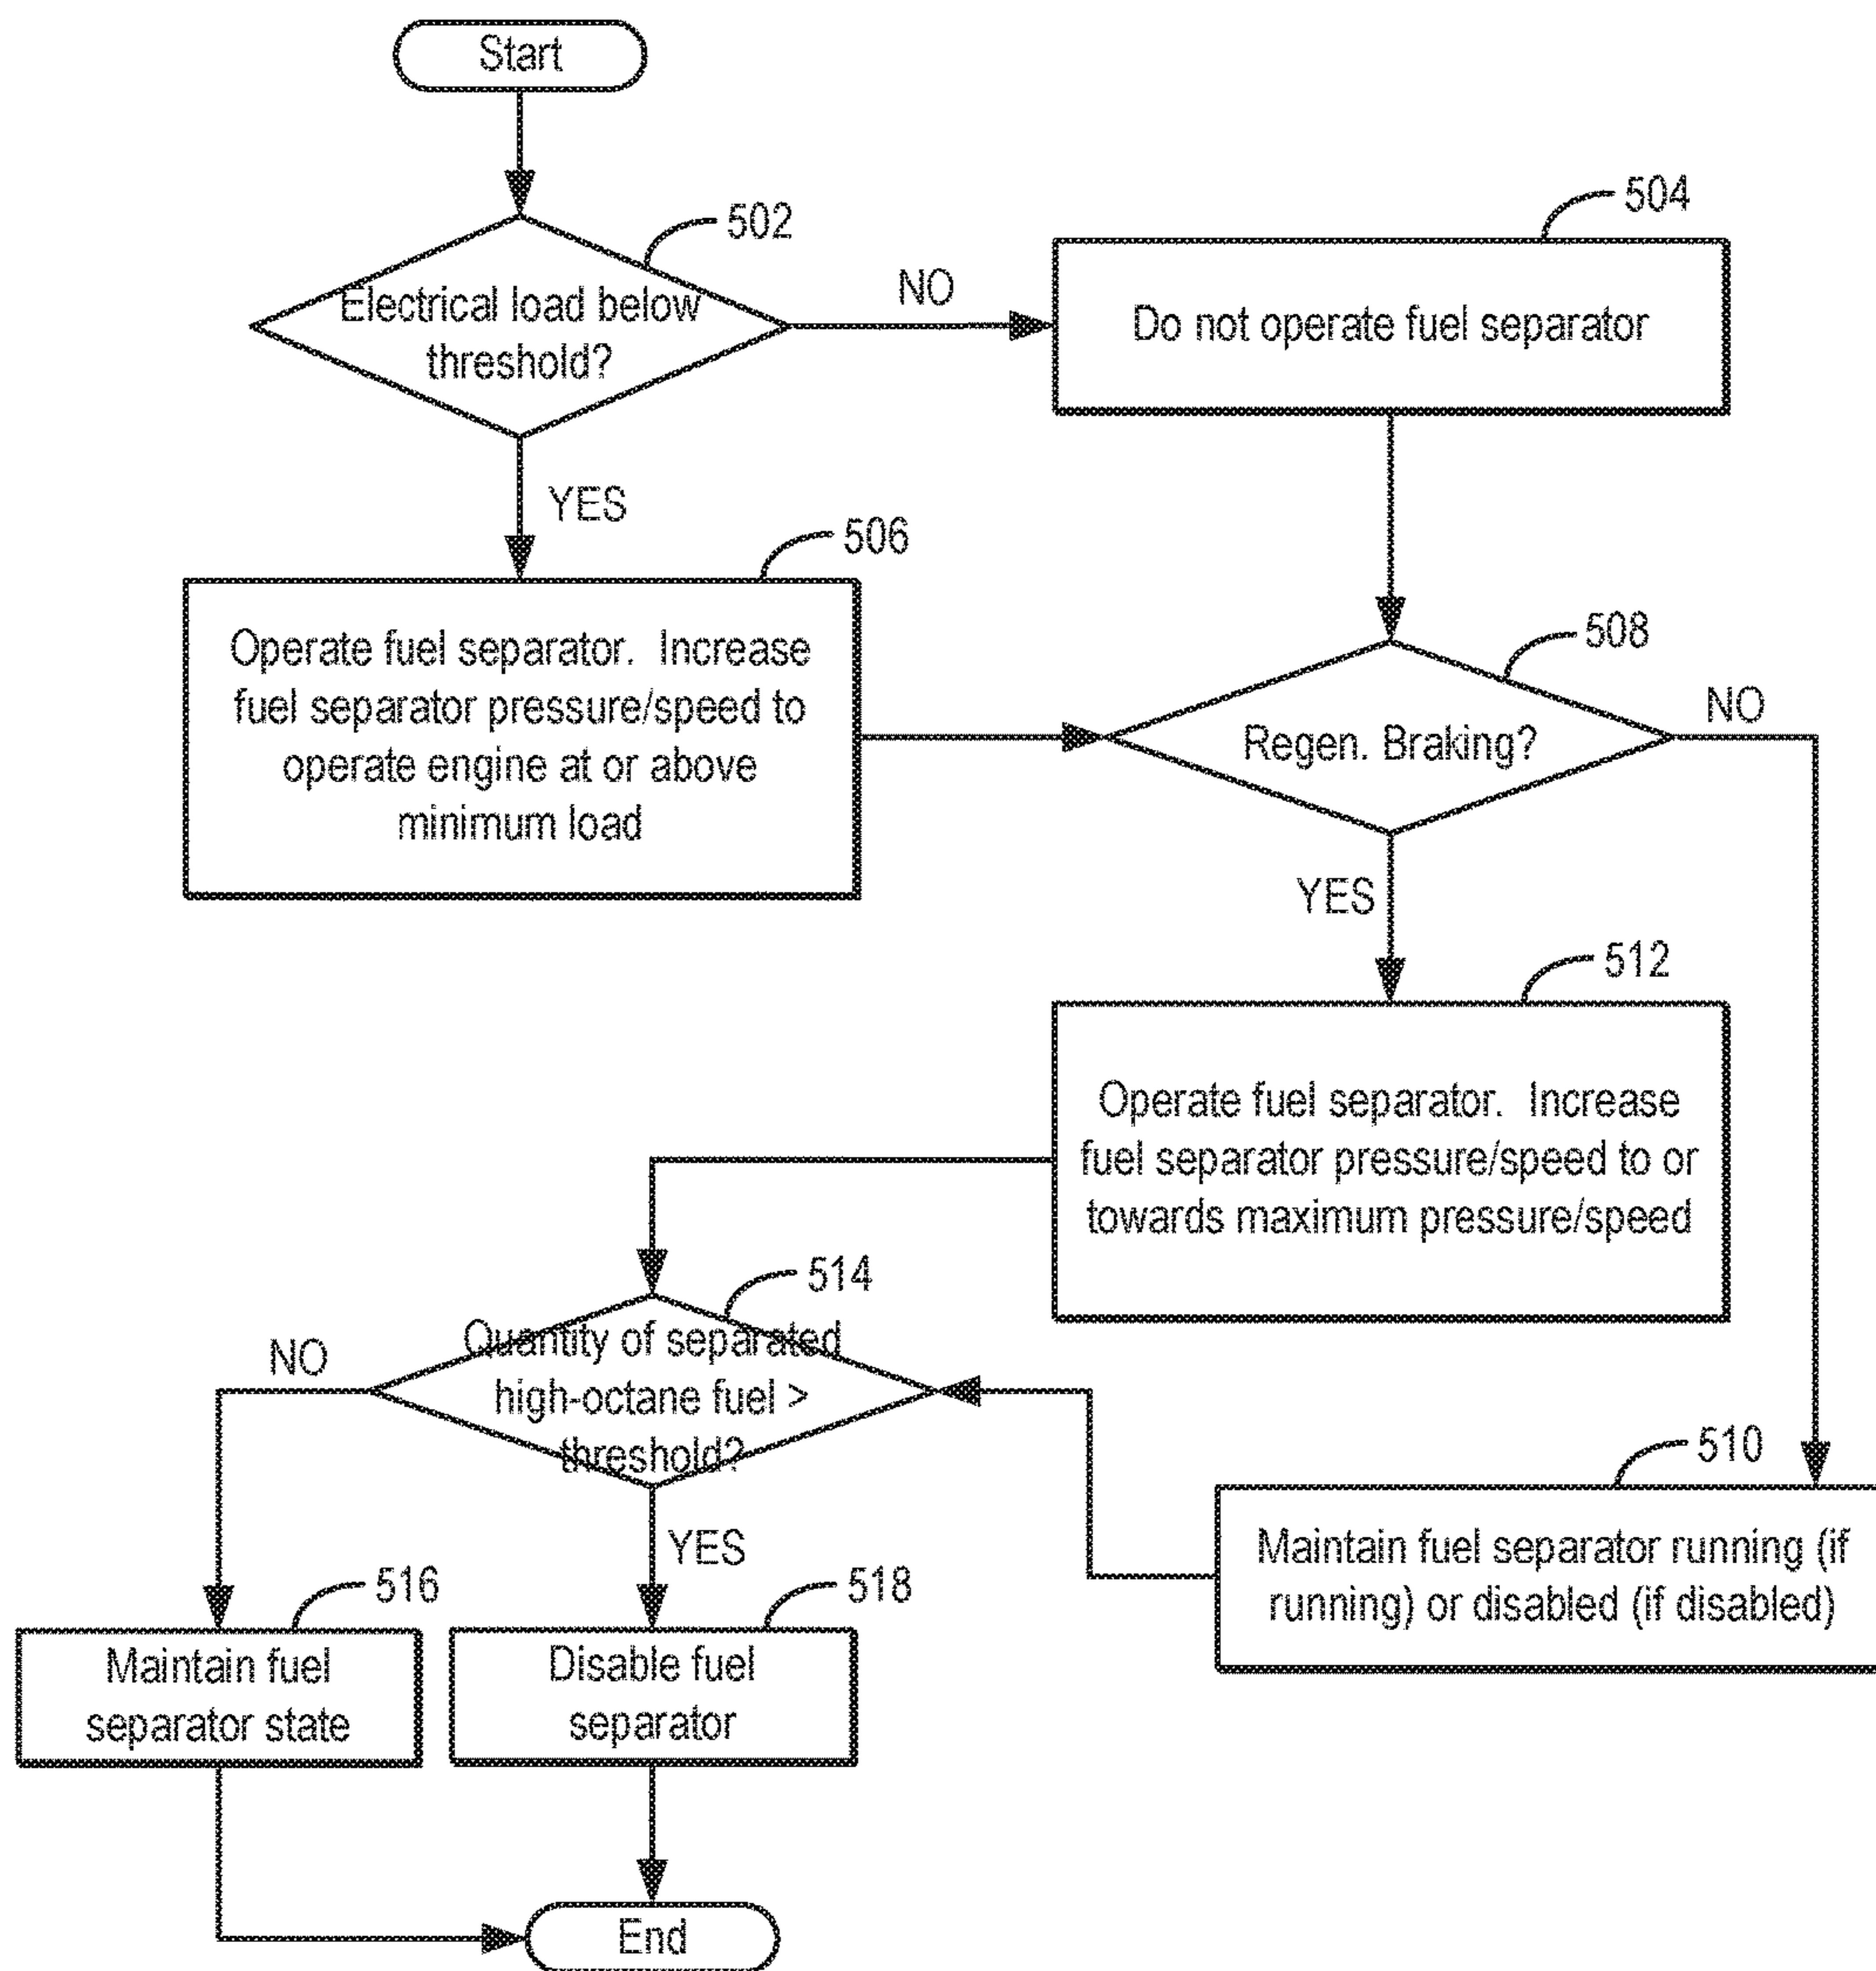 Start
502
Electrical load below
threshold?
NO
504
Do not operate fuel separator
YES
506
Operate fuel separator. Increase
fuel separator pressure/speed to
operate engine at or above
minimum load
508
Regen. Braking?
NO
YES
512
Operate fuel separator. Increase
fuel separator pressure/speed to or
towards maximum pressure/speed
514
Quantity of separated
high-octane fuel >
threshold?
NO
YES
510
Maintain fuel separator running (if
running) or disabled (if disabled)
516
Maintain fuel
separator state
518
Disable fuel
separator
End